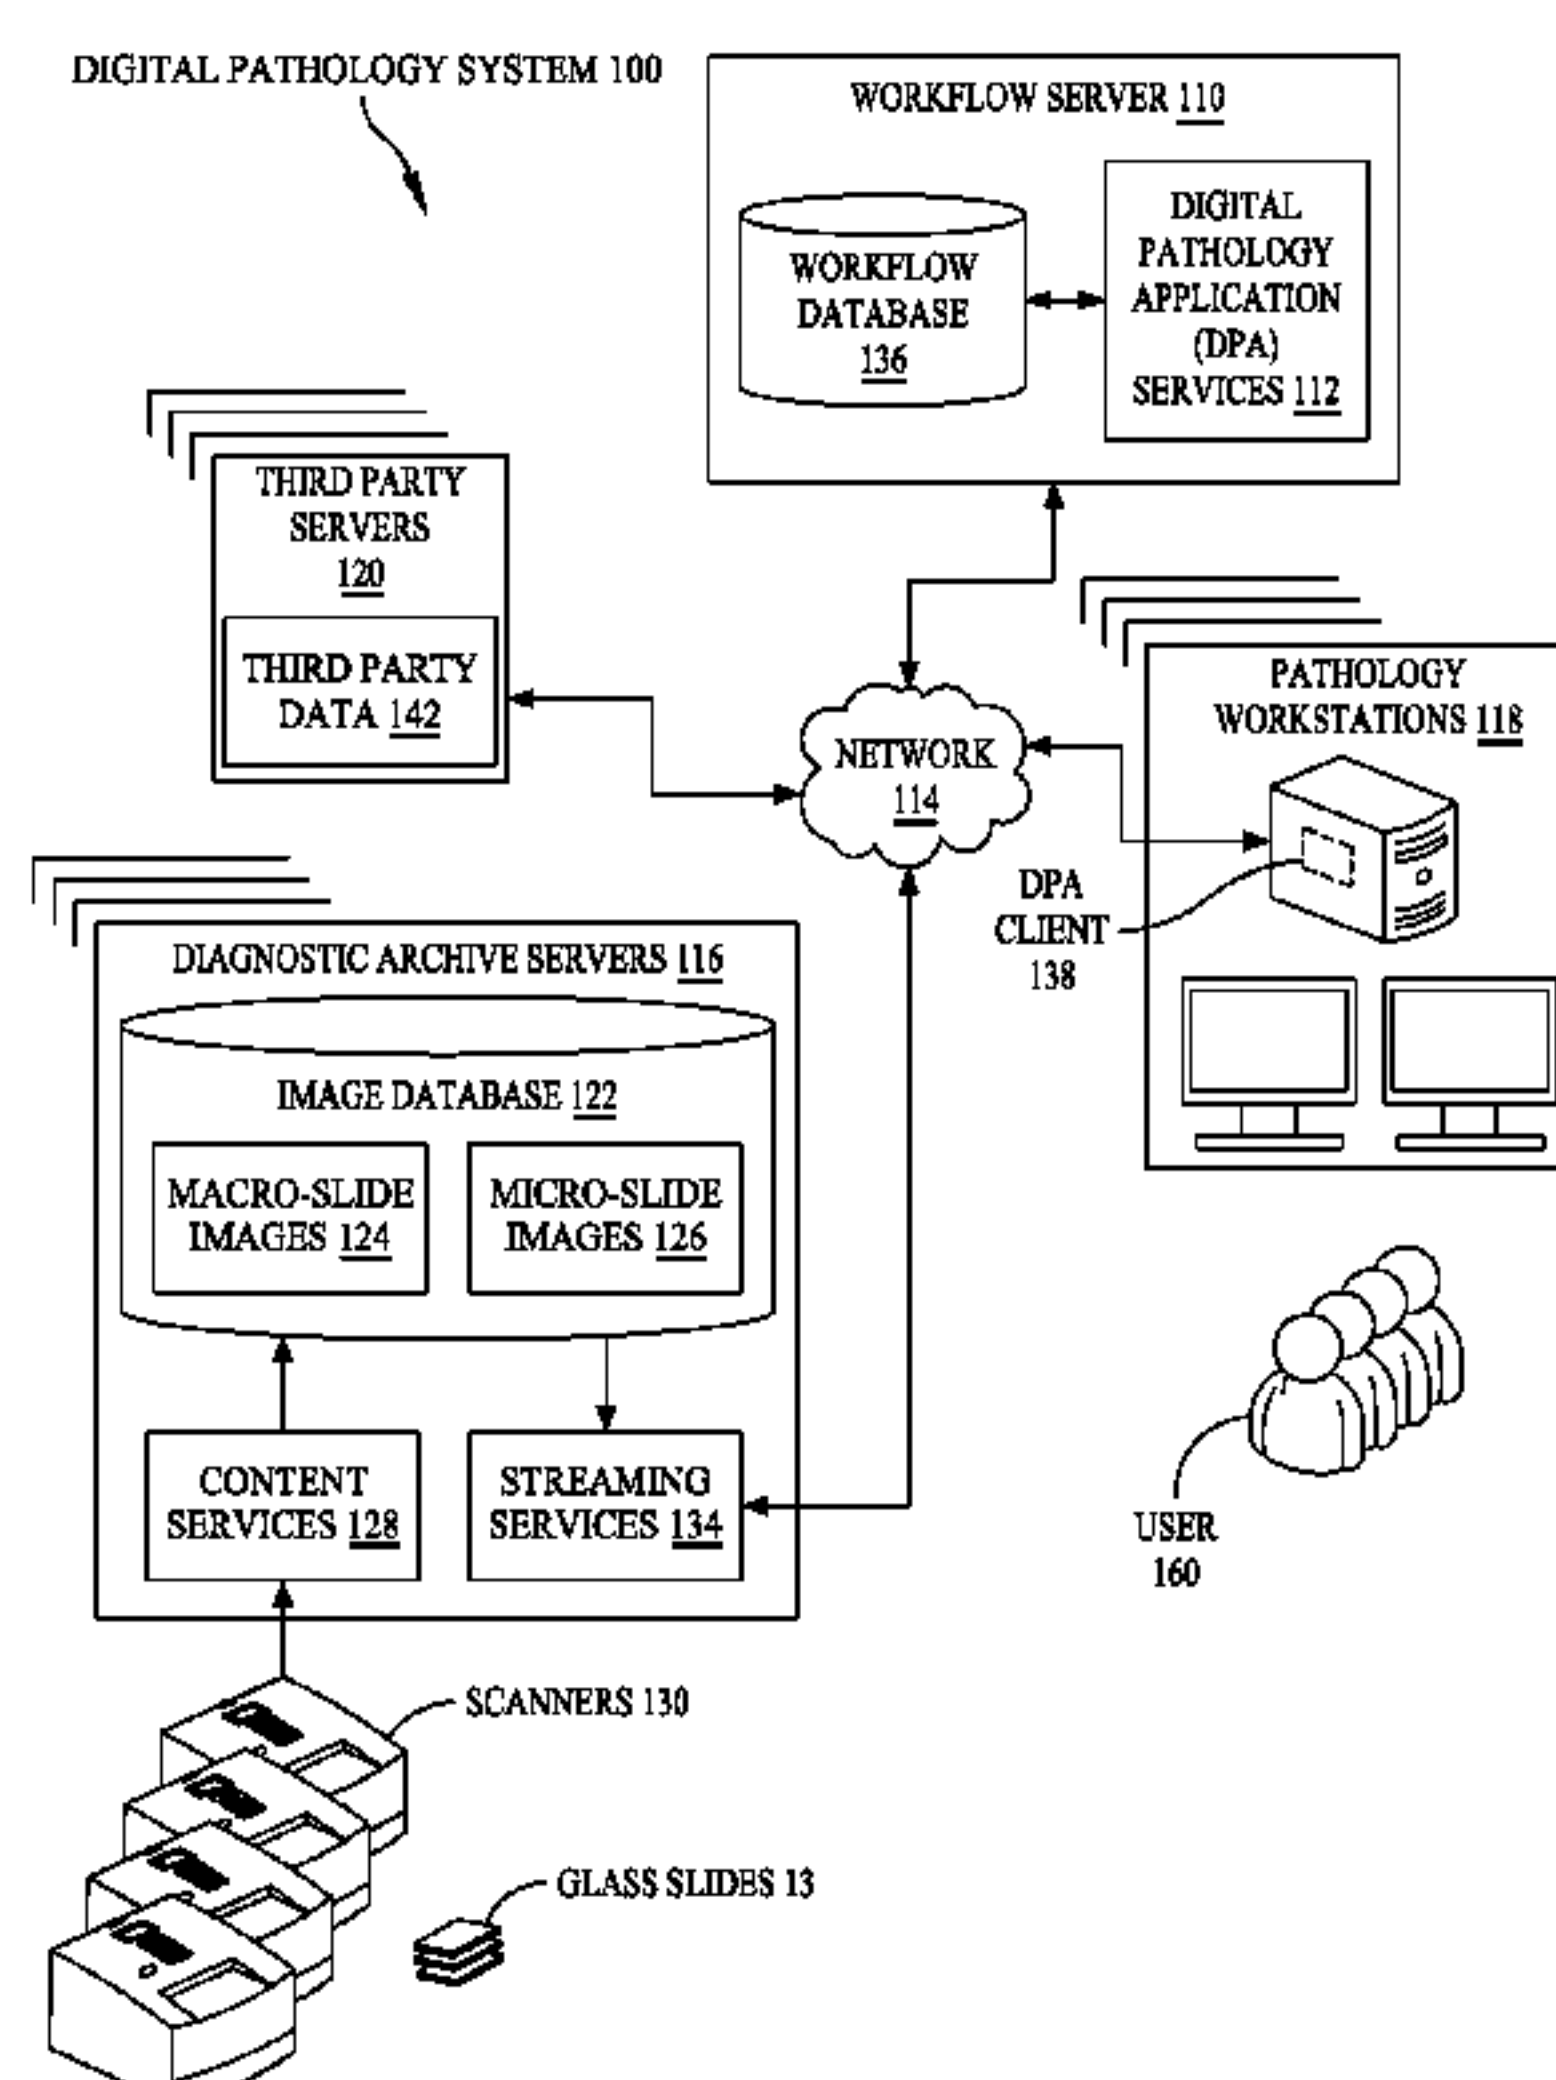 DIGITAL PATHOLOGY SYSTEM 100
WORKFLOW SERVER 110
WORKFLOW
DATABASE
136
DIGITAL
PATHOLOGY
APPLICATION
(DPA)
SERVICES 112
THIRD PARTY
SERVERS
120
THIRD PARTY
DATA 142
NETWORK
114
PATHOLOGY
WORKSTATIONS 118
DPA
CLIENT
138
DIAGNOSTIC ARCHIVE SERVERS 116
IMAGE DATABASE 122
MACRO-SLIDE
IMAGES 124
MICRO-SLIDE
IMAGES 126
CONTENT
SERVICES 128
STREAMING
SERVICES 134
USER
160
SCANNERS 130
GLASS SLIDES 13